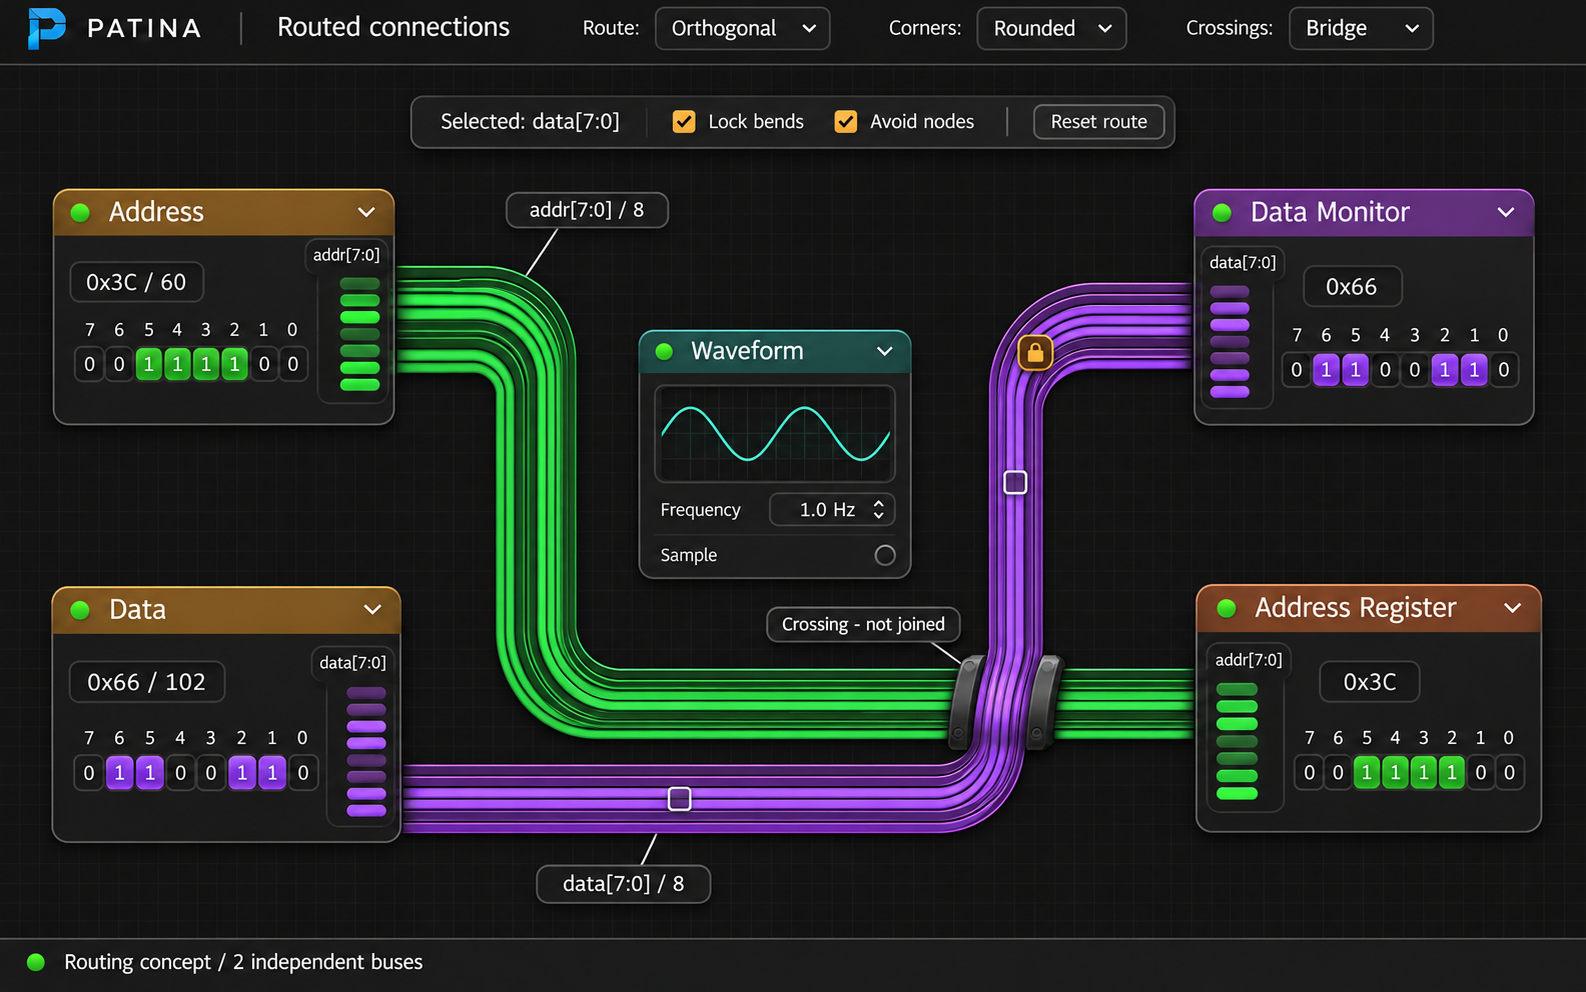 PATINA
Routed connections
Route: Orthogonal
Corners: Rounded
Crossings: Bridge
Selected: data[7:0]
Lock bends
Avoid nodes
Reset route
Address
addr[7:0]
0x3C / 60
7 6 5 4 3 2 1 0
0 0 1 1 1 1 0 0
addr[7:0] / 8
Waveform
Frequency 1.0 Hz
Sample
Data Monitor
data[7:0]
0x66
7 6 5 4 3 2 1 0
0 1 1 0 0 1 1 0
Data
data[7:0]
0x66 / 102
7 6 5 4 3 2 1 0
0 1 1 0 0 1 1 0
Crossing - not joined
Address Register
addr[7:0]
0x3C
7 6 5 4 3 2 1 0
0 0 1 1 1 1 0 0
data[7:0] / 8
Routing concept / 2 independent buses